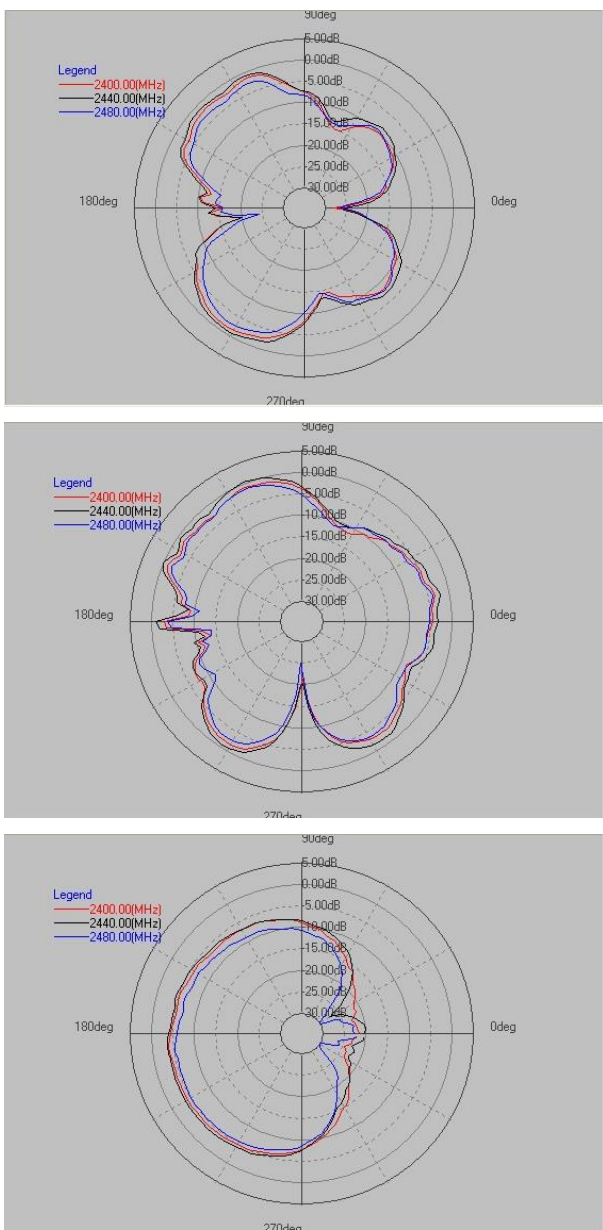 90deg
5.00dB
0.00dB
Legend
-5.00dB
2400.00(MHz)
2440.00(MHz)
-10.00dB
2480.00(MHz)
-15.00dB
-20.00dB
-25.00dB
-30.00dB
180deg
0deg
270deg
90deg
5.00dB
0.00dB
Legend
-5.00dB
2400.00(MHz)
2440.00(MHz)
-10.00dB
2480.00(MHz)
-15.00dB
-20.00dB
-25.00dB
-30.00dB
180deg
0deg
270deg
90deg
5.00dB
0.00dB
Legend
-5.00dB
2400.00(MHz)
2440.00(MHz)
-10.00dB
2480.00(MHz)
-15.00dB
-20.00dB
-25.00dB
-30.00dB
180deg
0deg
270deg